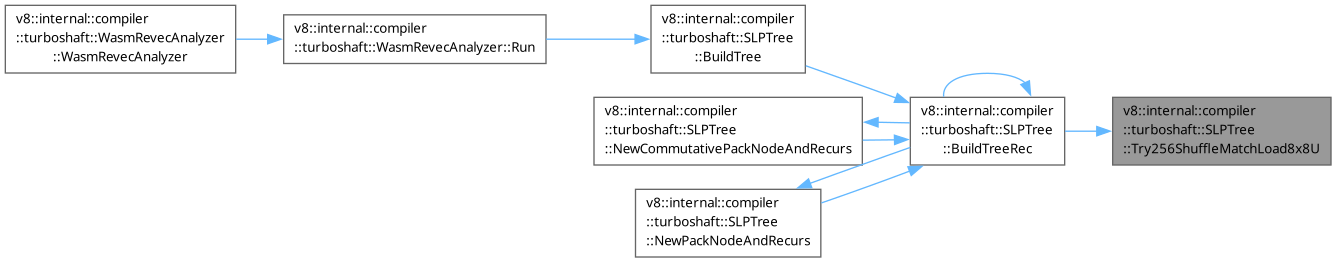 v8::internal::compiler
::turboshaft::WasmRevecAnalyzer
::WasmRevecAnalyzer
v8::internal::compiler
::turboshaft::WasmRevecAnalyzer::Run
v8::internal::compiler
::turboshaft::SLPTree
::BuildTree
v8::internal::compiler
::turboshaft::SLPTree
::NewCommutativePackNodeAndRecurs
v8::internal::compiler
::turboshaft::SLPTree
::NewPackNodeAndRecurs
v8::internal::compiler
::turboshaft::SLPTree
::BuildTreeRec
v8::internal::compiler
::turboshaft::SLPTree
::Try256ShuffleMatchLoad8x8U